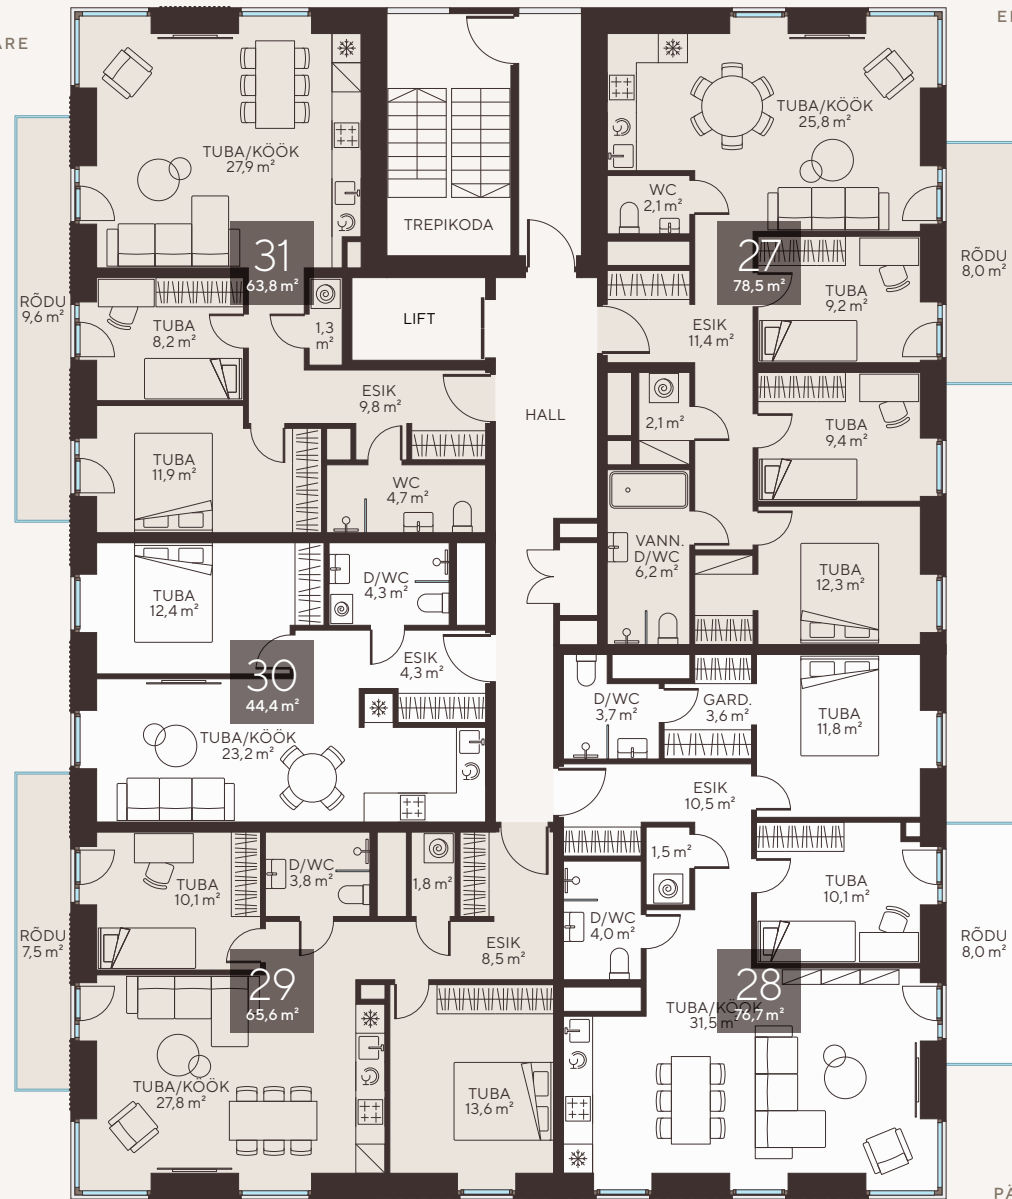 ARE
TUBA/KÖÖK
27,9 m²
31
63,8 m²
RÕDU
9,6 m²
TUBA
8,2 m²
1,3
m²
ESIK
9,8 m²
TUBA
11,9 m²
WC
4,7 m²
TREPIKODA
LIFT
HALL
TUBA/KÖÖK
25,8 m²
WC
2,1 m²
27
78,5 m²
RÕDU
8,0 m²
TUBA
9,2 m²
ESIK
11,4 m²
2,1 m²
TUBA
9,4 m²
VANN.
D/WC
6,2 m²
TUBA
12,3 m²
TUBA
12,4 m²
D/WC
4,3 m²
30
44,4 m²
ESIK
4,3 m²
TUBA/KÖÖK
23,2 m²
D/WC
3,7 m²
GARD.
3,6 m²
TUBA
11,8 m²
ESIK
10,5 m²
1,5 m²
TUBA
10,1 m²
D/WC
4,0 m²
RÕDU
8,0 m²
28
76,7 m²
TUBA/KÖÖK
31,5 m
TUBA
10,1 m²
D/WC
3,8 m²
1,8 m²
RÕDU
7,5 m²
ESIK
8,5 m²
29
65,6 m²
TUBA/KÖÖK
27,8 m²
TUBA
13,6 m²